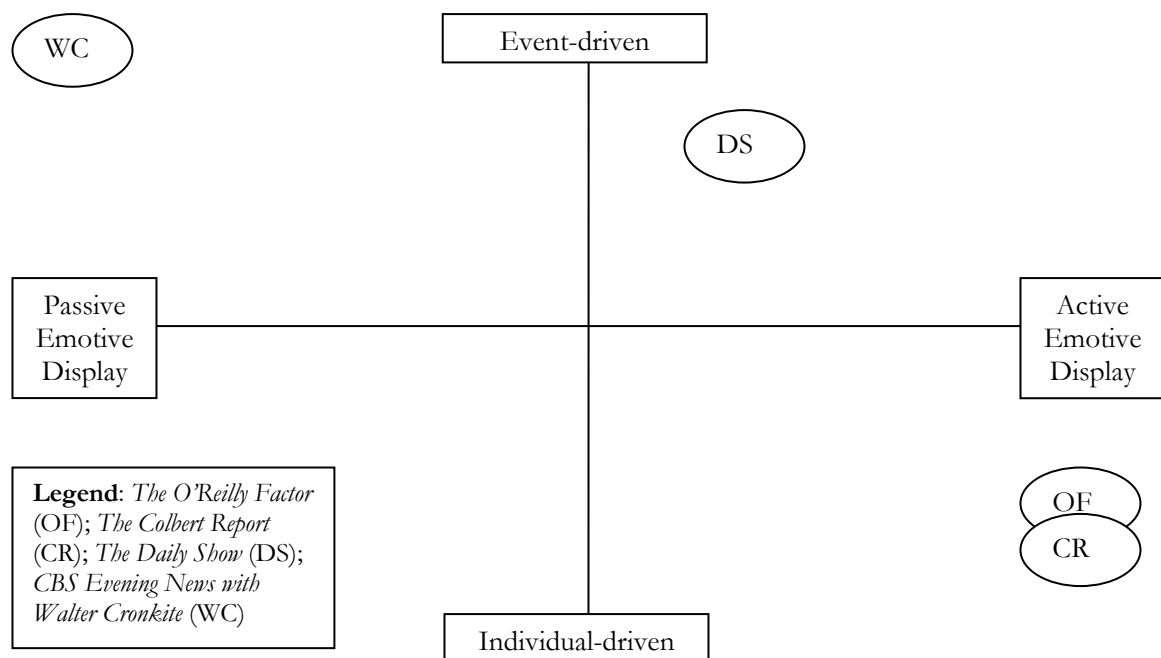 WC
Event-driven
DS
Passive
Emotive
Display
Active
Emotive
Display
Legend: The O’Reilly Factor
(OF); The Colbert Report
(CR); The Daily Show (DS);
CBS Evening News with
Walter Cronkite (WC)
OF
CR
Individual-driven